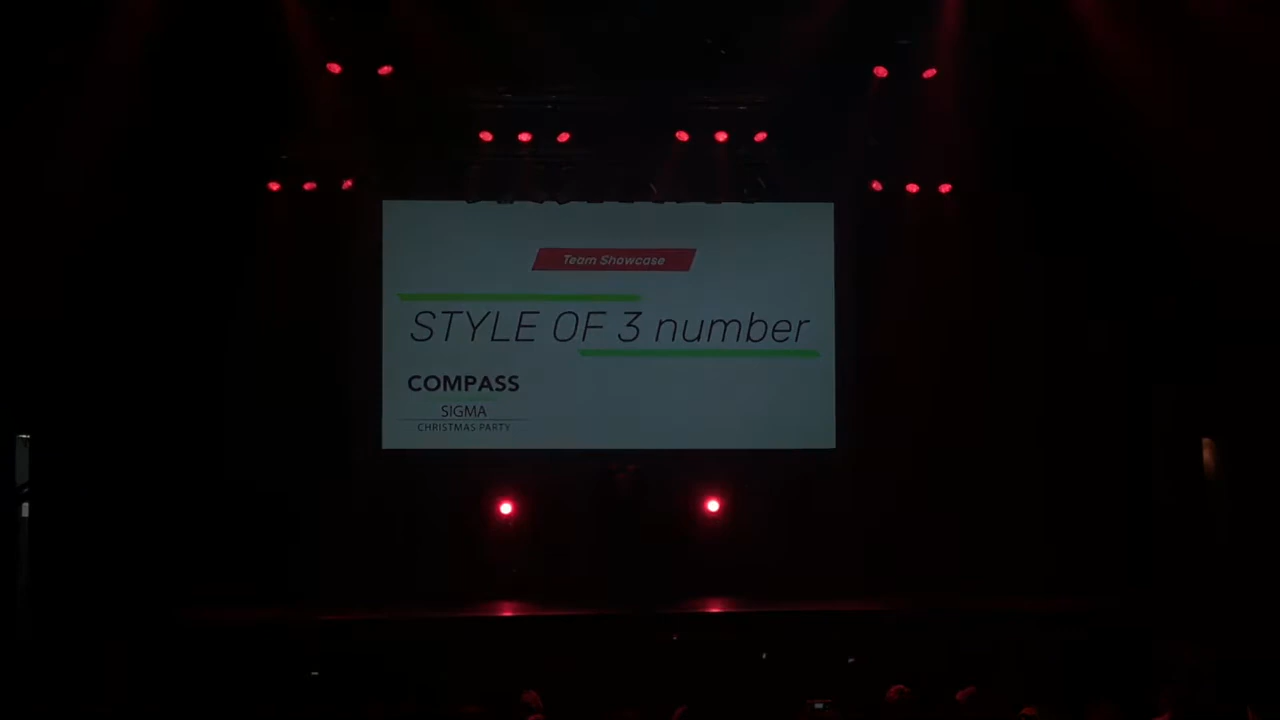 Team Showcase
STYLE OF 3 number
COMPASS
SIGMA
CHRISTMAS PARTY